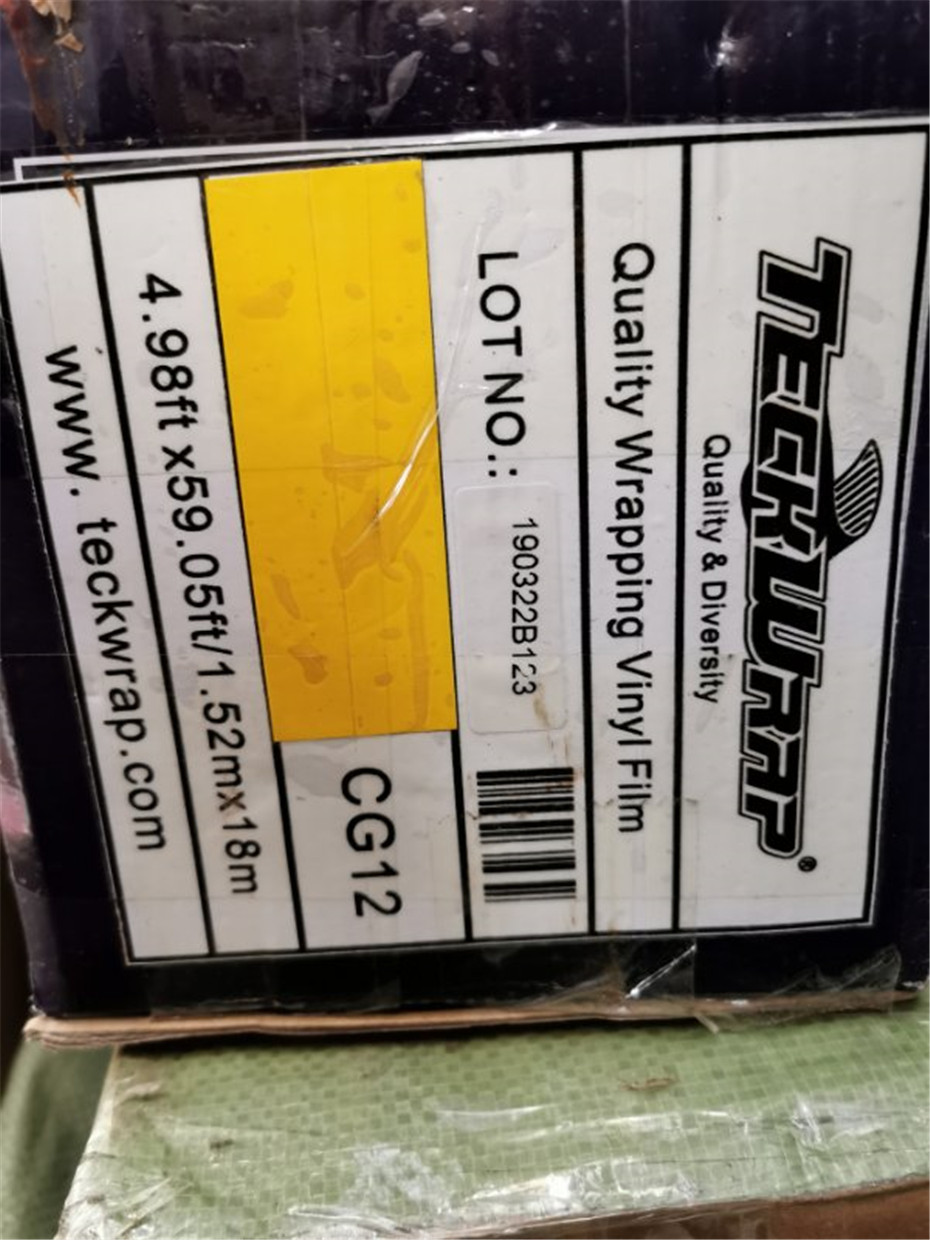 TECKWRAP®
Quality & Diversity
Quality Wrapping Vinyl Film
LOT NO.: 190322B123
CG12
4.98ft x59.05ft/1.52mx18m
www. teckwrap.com